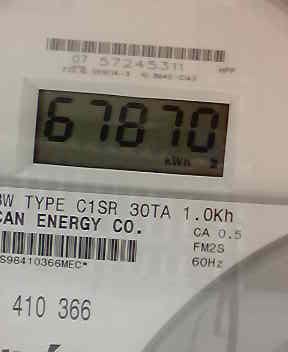 07 57245311
67870
kWh
3W TYPE C1SR 30TA 1.0Kh
CAN ENERGY CO.
CA 0.5
FM2S
60Hz
S98410366MEC*
410 366